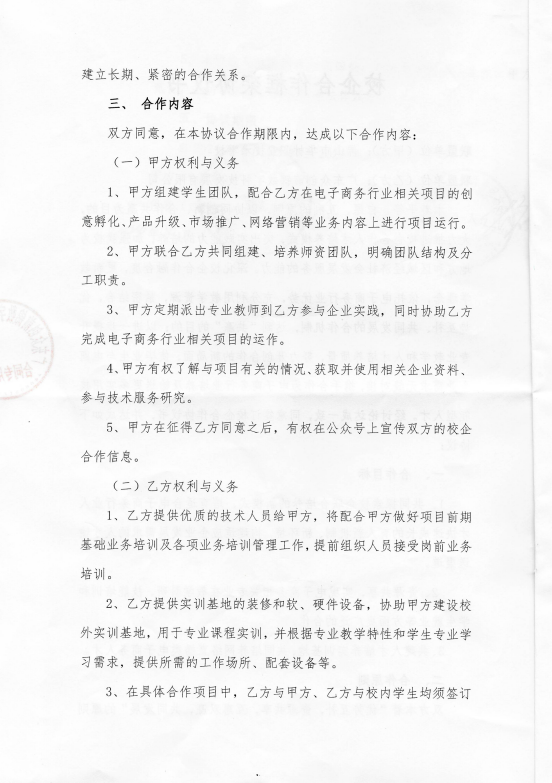 建立长期、紧密的合作关系。
三、 合作内容
双方同意，在本协议合作期限内，达成以下合作内容：
（一）甲方权利与义务
1、甲方组建学生团队，配合乙方在电子商务行业相关项目的创
意孵化、产品升级、市场推广、网络营销等业务内容上进行项目运行。
2、甲方联合乙方共同组建、培养师资团队，明确团队结构及分
工职责。
3、甲方定期派出专业教师到乙方参与企业实践，同时协助乙方
完成电子商务行业相关项目的运作。
4、甲方有权了解与项目有关的情况、获取并使用相关企业资料、
参与技术服务研究。
5、甲方在征得乙方同意之后，有权在公众号上宣传双方的校企
合作信息。
（二）乙方权利与义务
1、乙方提供优质的技术人员给甲方，将配合甲方做好项目前期
基础业务培训及各项业务培训管理工作，提前组织人员接受岗前业务
培训。
2、乙方提供实训基地的装修和软、硬件设备，协助甲方建设校
外实训基地，用于专业课程实训，并根据专业教学特性和学生专业学
习需求，提供所需的工作场所、配套设备等。
3、在具体合作项目中，乙方与甲方、乙方与校内学生均须签订